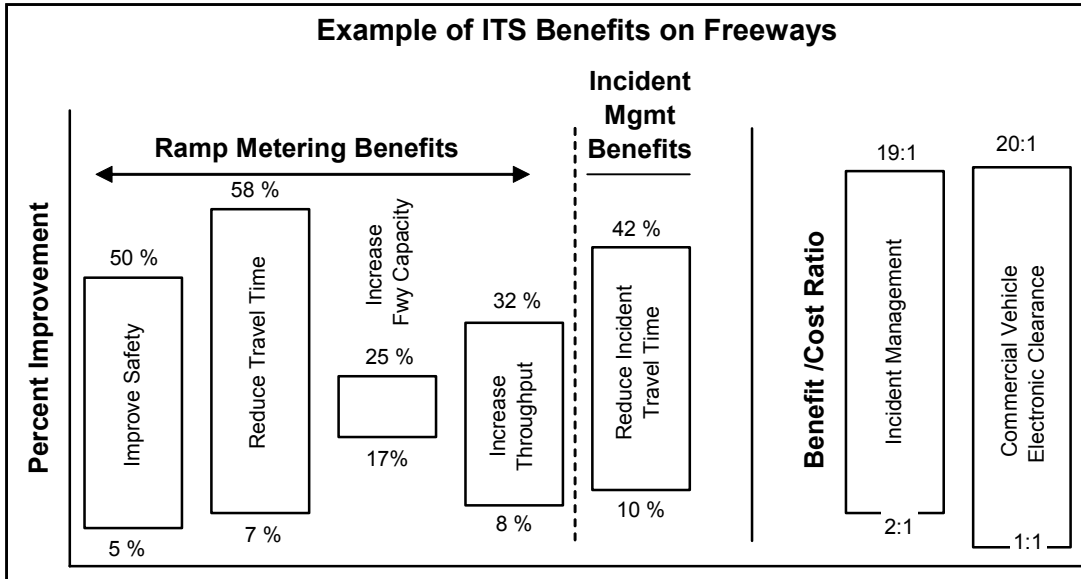 Example of ITS Benefits on Freeways
Percent Improvement
Ramp Metering Benefits
50 %
Improve Safety
5 %
58 %
Reduce Travel Time
7 %
Increase
Fwy Capacity
25 %
17%
32 %
Increase
Throughput
8 %
Incident
Mgmt
Benefits
42 %
Reduce Incident
Travel Time
10 %
Benefit /Cost Ratio
19:1
Incident Management
2:1
20:1
Commercial Vehicle
Electronic Clearance
1:1